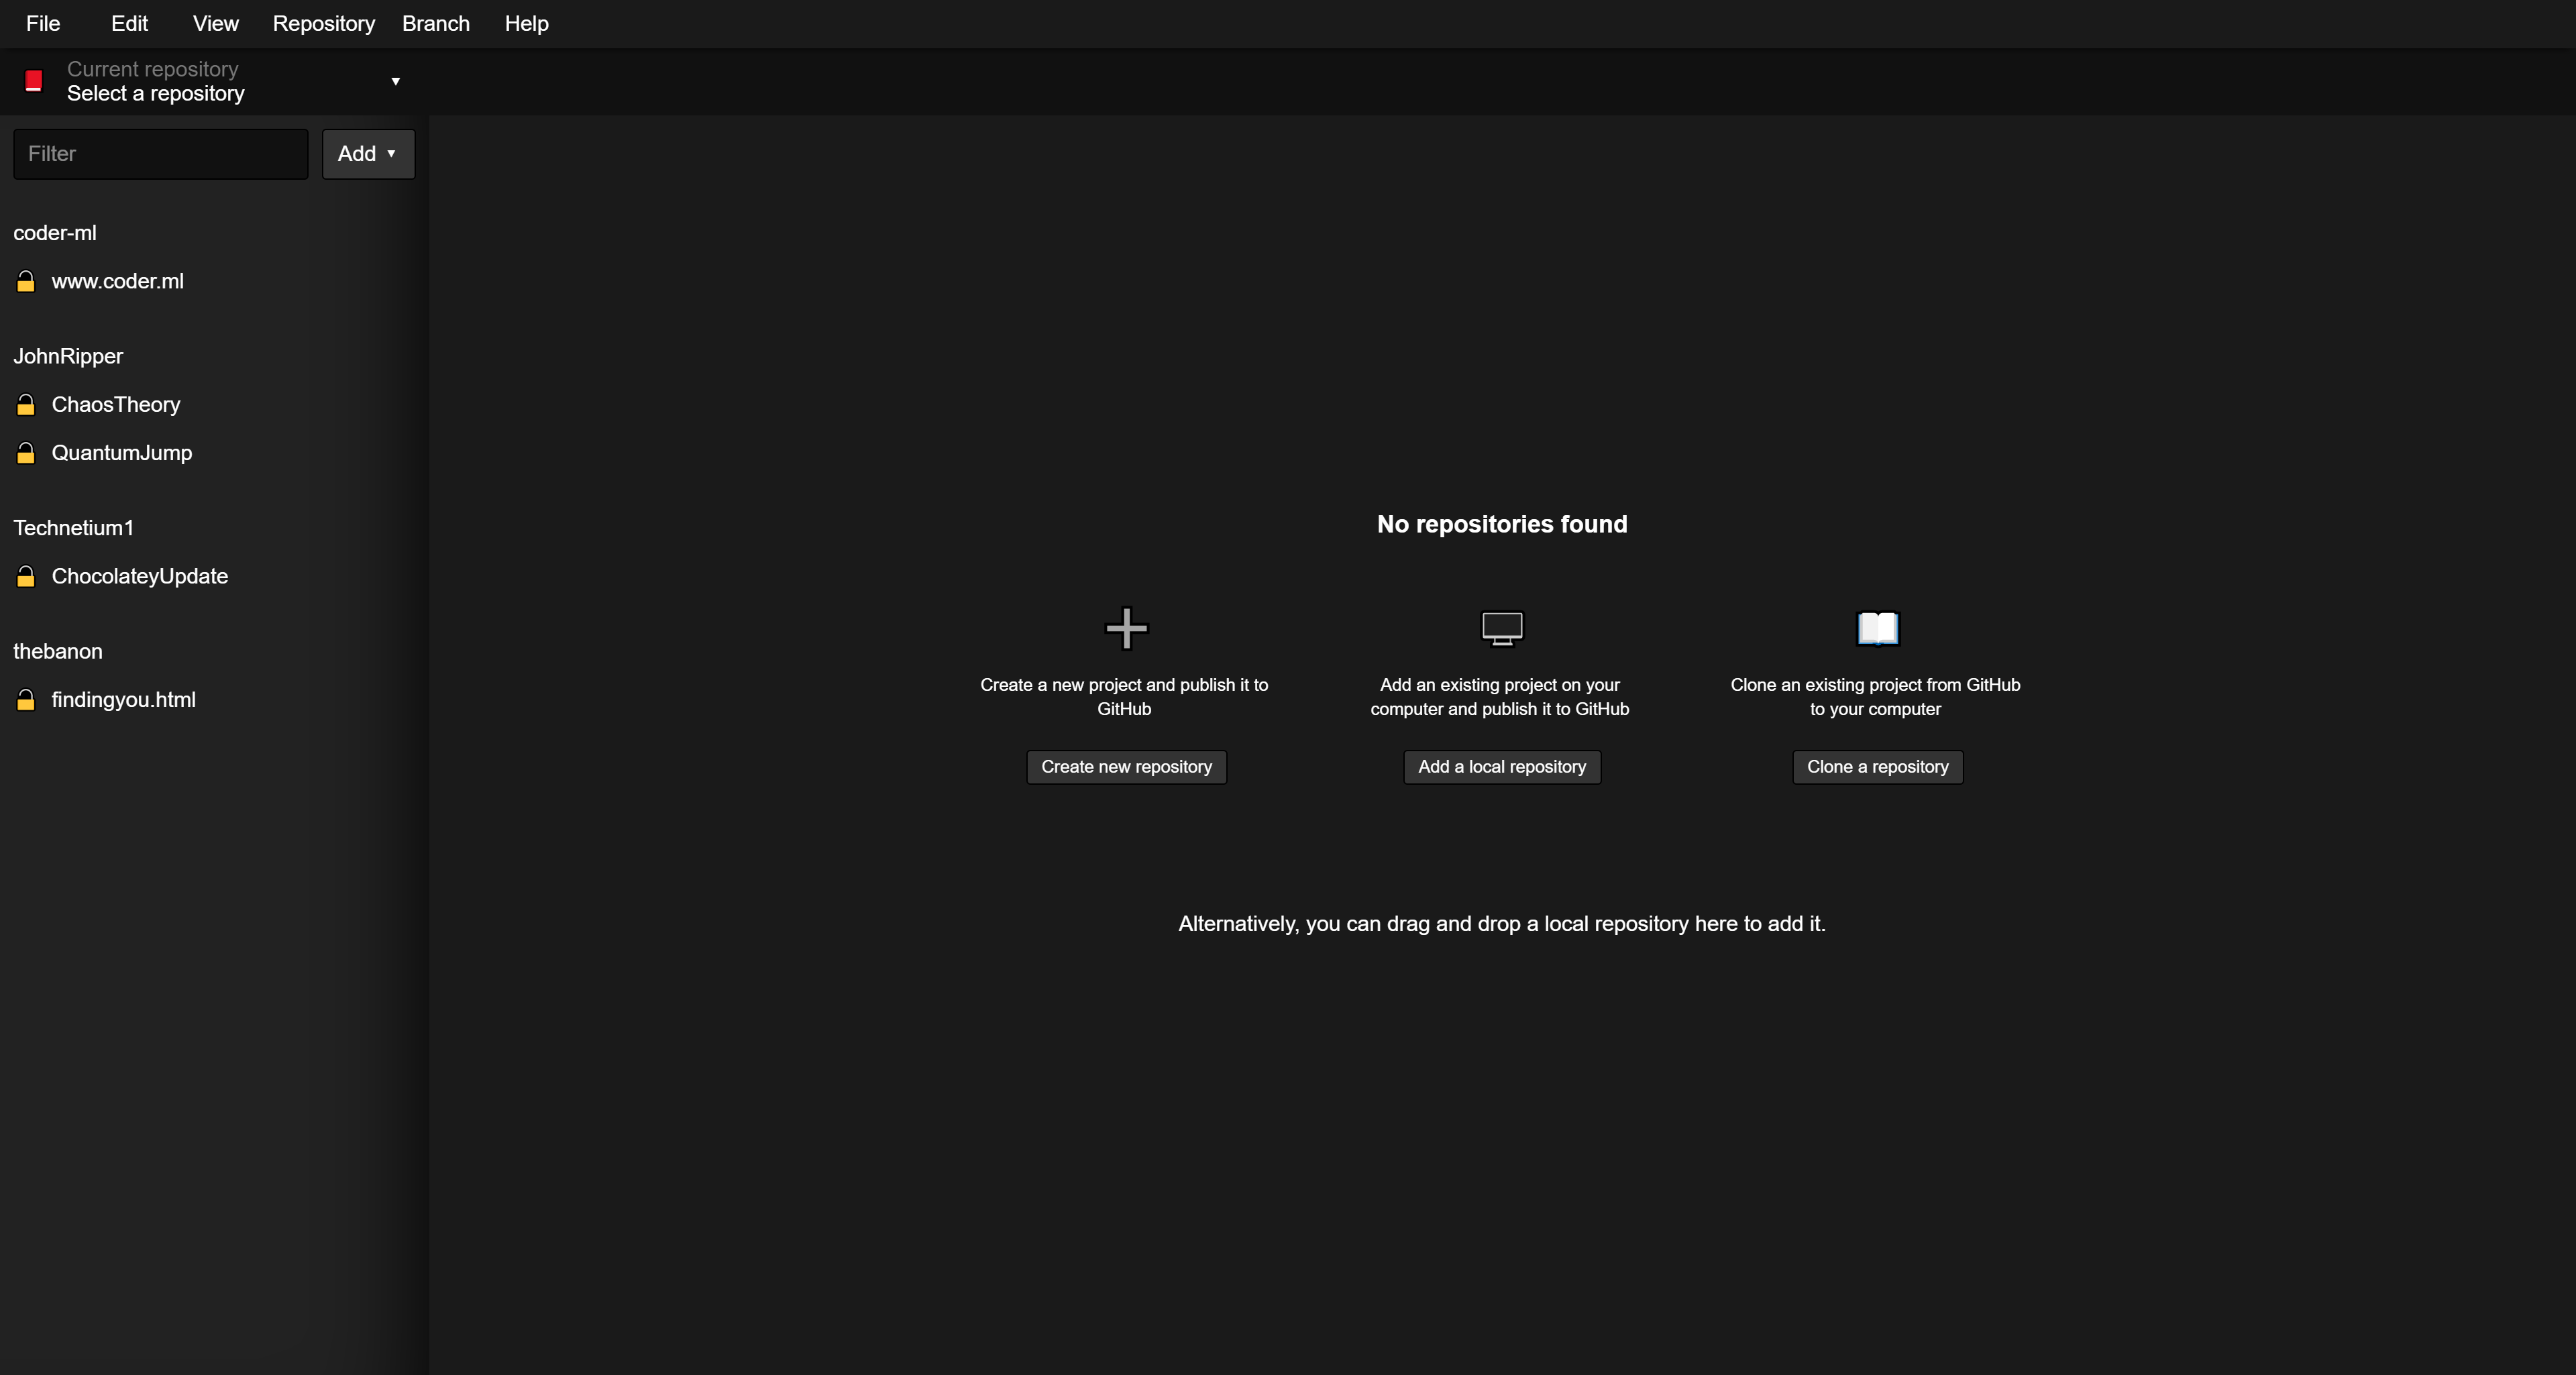 File Edit View Repository Branch Help
Current repository
Select a repository
Filter
Add
coder-ml
www.coder.ml
JohnRipper
ChaosTheory
QuantumJump
Technetium1
ChocolateyUpdate
thebanon
findingyou.html
No repositories found
Create a new project and publish it to
GitHub
Create new repository
Add an existing project on your
computer and publish it to GitHub
Add a local repository
Clone an existing project from GitHub
to your computer
Clone a repository
Alternatively, you can drag and drop a local repository here to add it.